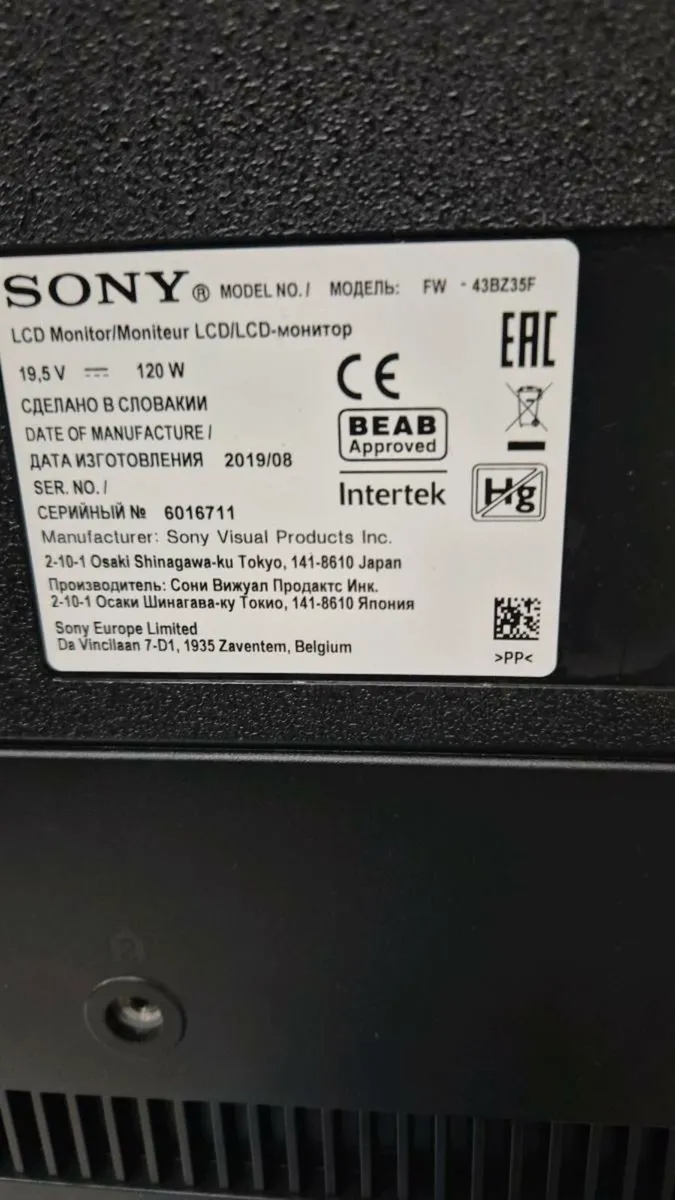 SONY® MODEL NO./ МОДЕЛЬ: FW - 43BZ35F
LCD Monitor/Moniteur LCD/LCD-монитор
19,5 V ⎓ 120 W
СДЕЛАНО В СЛОВАКИИ
DATE OF MANUFACTURE /
ДАТА ИЗГОТОВЛЕНИЯ 2019/08
SER. NO. /
СЕРИЙНЫЙ № 6016711
Manufacturer: Sony Visual Products Inc.
2-10-1 Osaki Shinagawa-ku Tokyo, 141-8610 Japan
Производитель: Сони Вижуал Продактс Инк.
2-10-1 Осаки Шинагава-ку Токио, 141-8610 Япония
Sony Europe Limited
Da Vincilaan 7-D1, 1935 Zaventem, Belgium
CE
BEAB
Approved
Intertek
EAC
Hg
>PP<